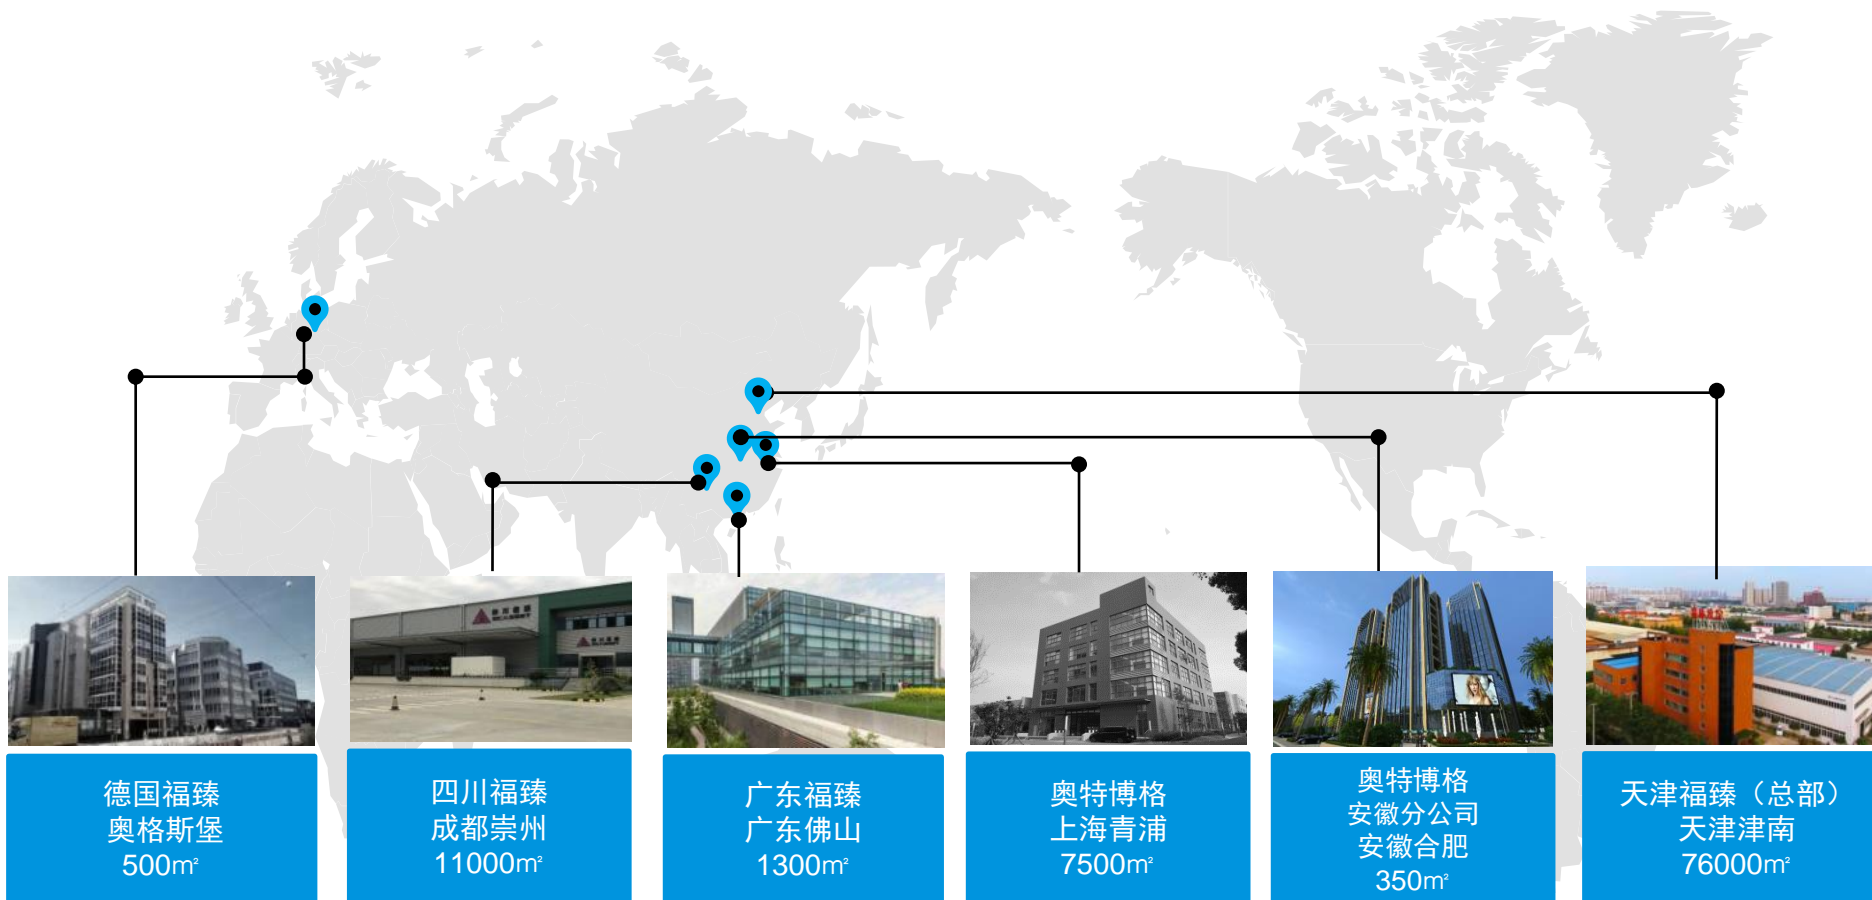 德国福臻
奥格斯堡
500㎡
四川福臻
成都崇州
11000㎡
广东福臻
广东佛山
1300㎡
奥特博格
上海青浦
7500㎡
奥特博格
安徽分公司
安徽合肥
350㎡
天津福臻（总部）
天津津南
76000㎡